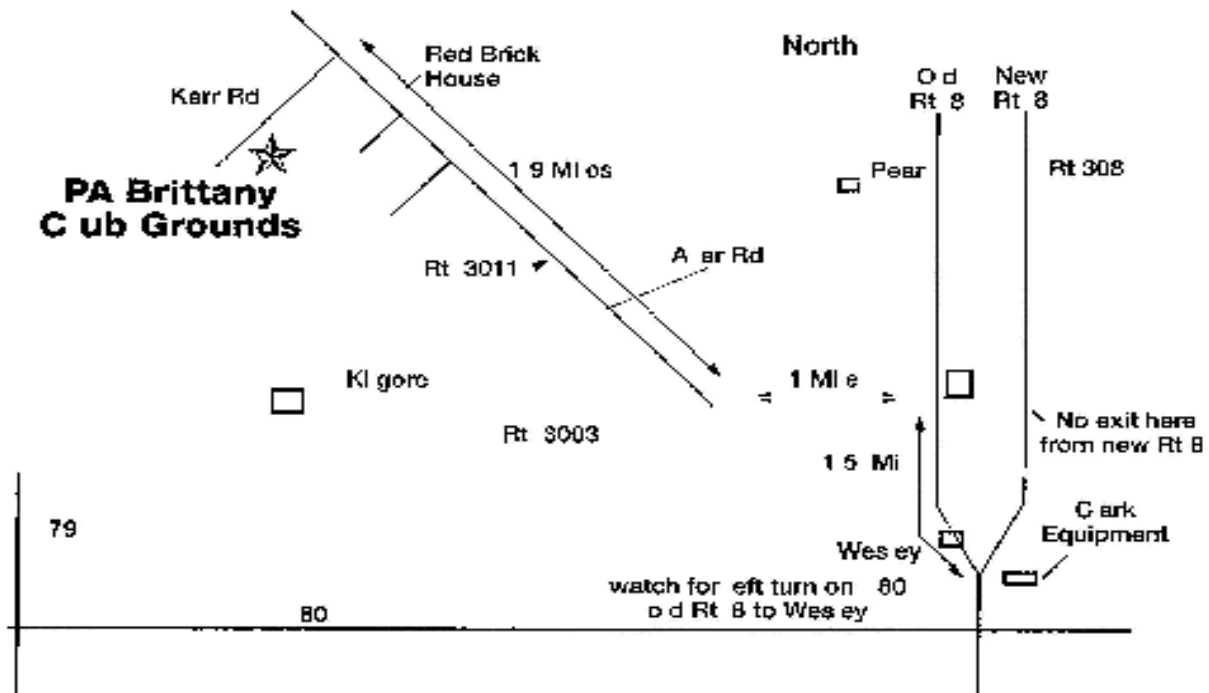 North
Red Brick
House
O d
Rt 8
New
Rt 8
Kerr Rd
1 9 Mi es
Pear
Rt 308
PA Brittany
C ub Grounds
Rt 3011
A er Rd
Ki gore
1 Mi e
Rt 3003
No exit here
from new Rt 8
1 5 Mi
79
C ark
Equipment
Wes ey
watch for eft turn on 80
o d Rt 8 to Wes ey
80